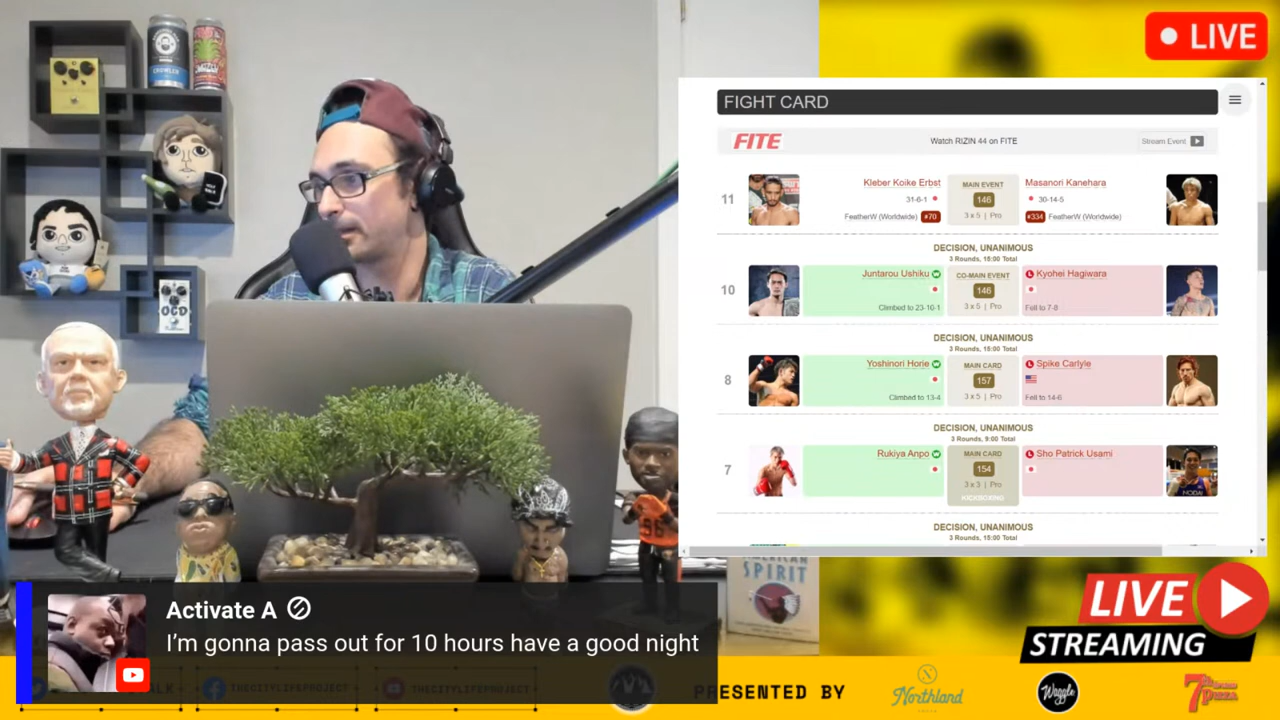 LIVE
FIGHT CARD
FITE
Watch RIZIN 44 on FITE
Stream Event
11
Kleber Koike Erbst
31-6-1
FeatherW (Worldwide) #70
MAIN EVENT
146
3 x 5 | Pro
Masanori Kanehara
30-14-5
#334 FeatherW (Worldwide)
DECISION, UNANIMOUS
3 Rounds, 15:00 Total
10
Juntarou Ushiku W
Climbed to 23-10-1
CO-MAIN EVENT
146
3 x 5 | Pro
L Kyohei Hagiwara
Fell to 7-8
DECISION, UNANIMOUS
3 Rounds, 15:00 Total
8
Yoshinori Horie W
Climbed to 13-4
MAIN CARD
157
3 x 5 | Pro
L Spike Carlyle
Fell to 14-6
DECISION, UNANIMOUS
3 Rounds, 9:00 Total
7
Rukiya Anpo W
MAIN CARD
154
3 x 3 | Pro
KICKBOXING
L Sho Patrick Usami
DECISION, UNANIMOUS
3 Rounds, 15:00 Total
CROWLER
OCD
SPIRIT
LIVE
STREAMING
Activate A
I’m gonna pass out for 10 hours have a good night
THECITYLIFEPROJECT
THECITYLIFEPROJECT
PRESENTED BY
Northland
Waggle